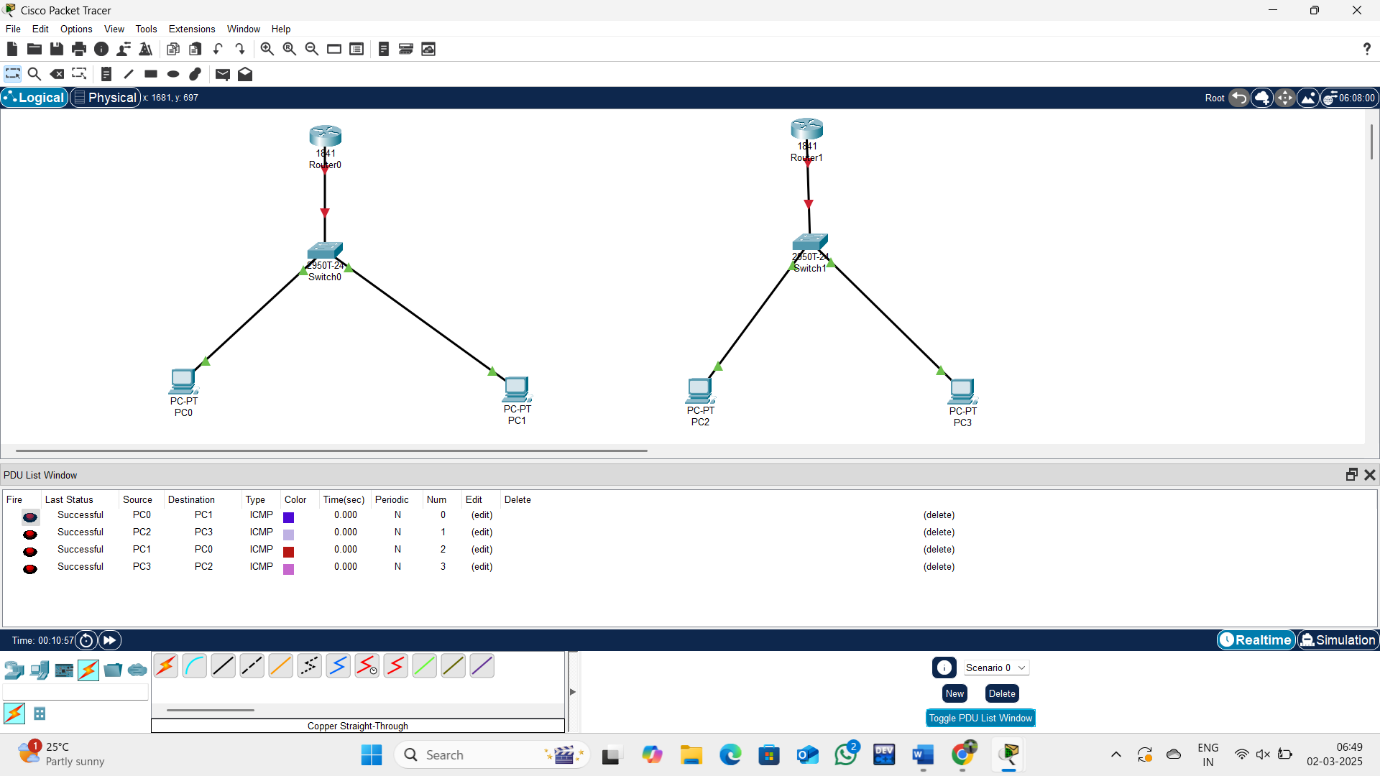 Cisco Packet Tracer
File Edit Options View Tools Extensions Window Help
?
Logical Physical x: 1681, y: 697 Root 06:08:00
1841
Router0
1841
Router1
2950T-24
Switch0
2950T-24
Switch1
PC-PT
PC0
PC-PT
PC1
PC-PT
PC2
PC-PT
PC3
PDU List Window
Fire Last Status Source Destination Type Color Time(sec) Periodic Num Edit Delete
Successful PC0 PC1 ICMP 0.000 N 0 (edit) (delete)
Successful PC2 PC3 ICMP 0.000 N 1 (edit) (delete)
Successful PC1 PC0 ICMP 0.000 N 2 (edit) (delete)
Successful PC3 PC2 ICMP 0.000 N 3 (edit) (delete)
Time: 00:10:57 Realtime Simulation
Scenario 0
New Delete
Toggle PDU List Window
Copper Straight-Through
1
25°C
Partly sunny
Search
2
DEV
ENG
IN
06:49
02-03-2025